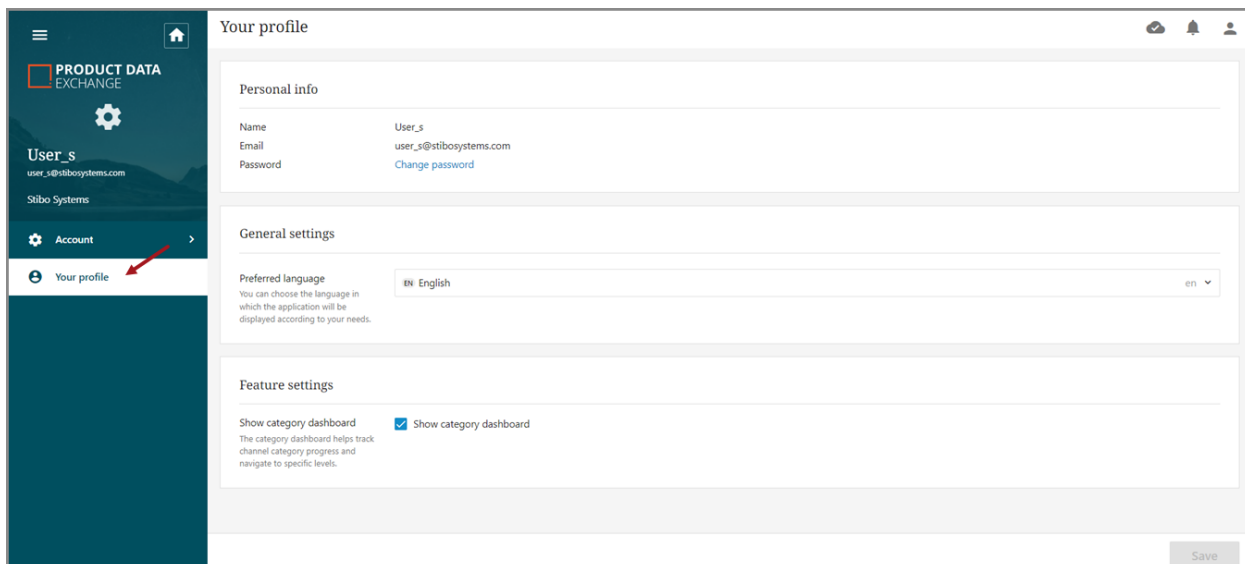 Your profile
PRODUCT DATA
EXCHANGE
User_s
user_s@stibosystems.com
Stibo Systems
Account
Your profile
Personal info
Name User_s
Email user_s@stibosystems.com
Password Change password
General settings
Preferred language
You can choose the language in
which the application will be
displayed according to your needs.
EN English en
Feature settings
Show category dashboard
The category dashboard helps track
channel category progress and
navigate to specific levels.
Show category dashboard
Save